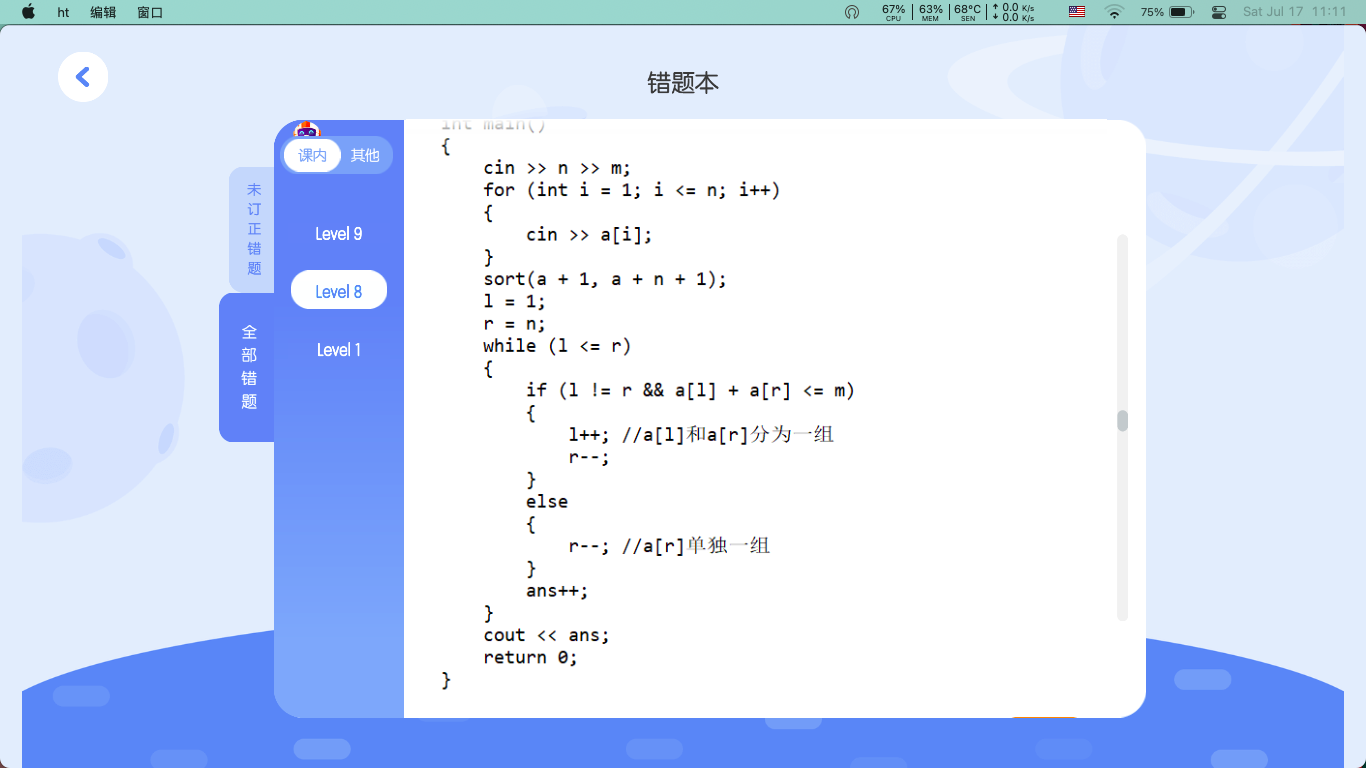 ht 编辑 窗口 67% CPU 63% MEM 68°C SEN ↑ 0.0 K/s ↓ 0.0 K/s 75% Sat Jul 17 11:11
错题本
课内 其他
未订正错题
全部错题
Level 9
Level 8
Level 1
int main()
{
    cin >> n >> m;
    for (int i = 1; i <= n; i++)
    {
        cin >> a[i];
    }
    sort(a + 1, a + n + 1);
    l = 1;
    r = n;
    while (l <= r)
    {
        if (l != r && a[l] + a[r] <= m)
        {
            l++; //a[l]和a[r]分为一组
            r--;
        }
        else
        {
            r--; //a[r]单独一组
        }
        ans++;
    }
    cout << ans;
    return 0;
}